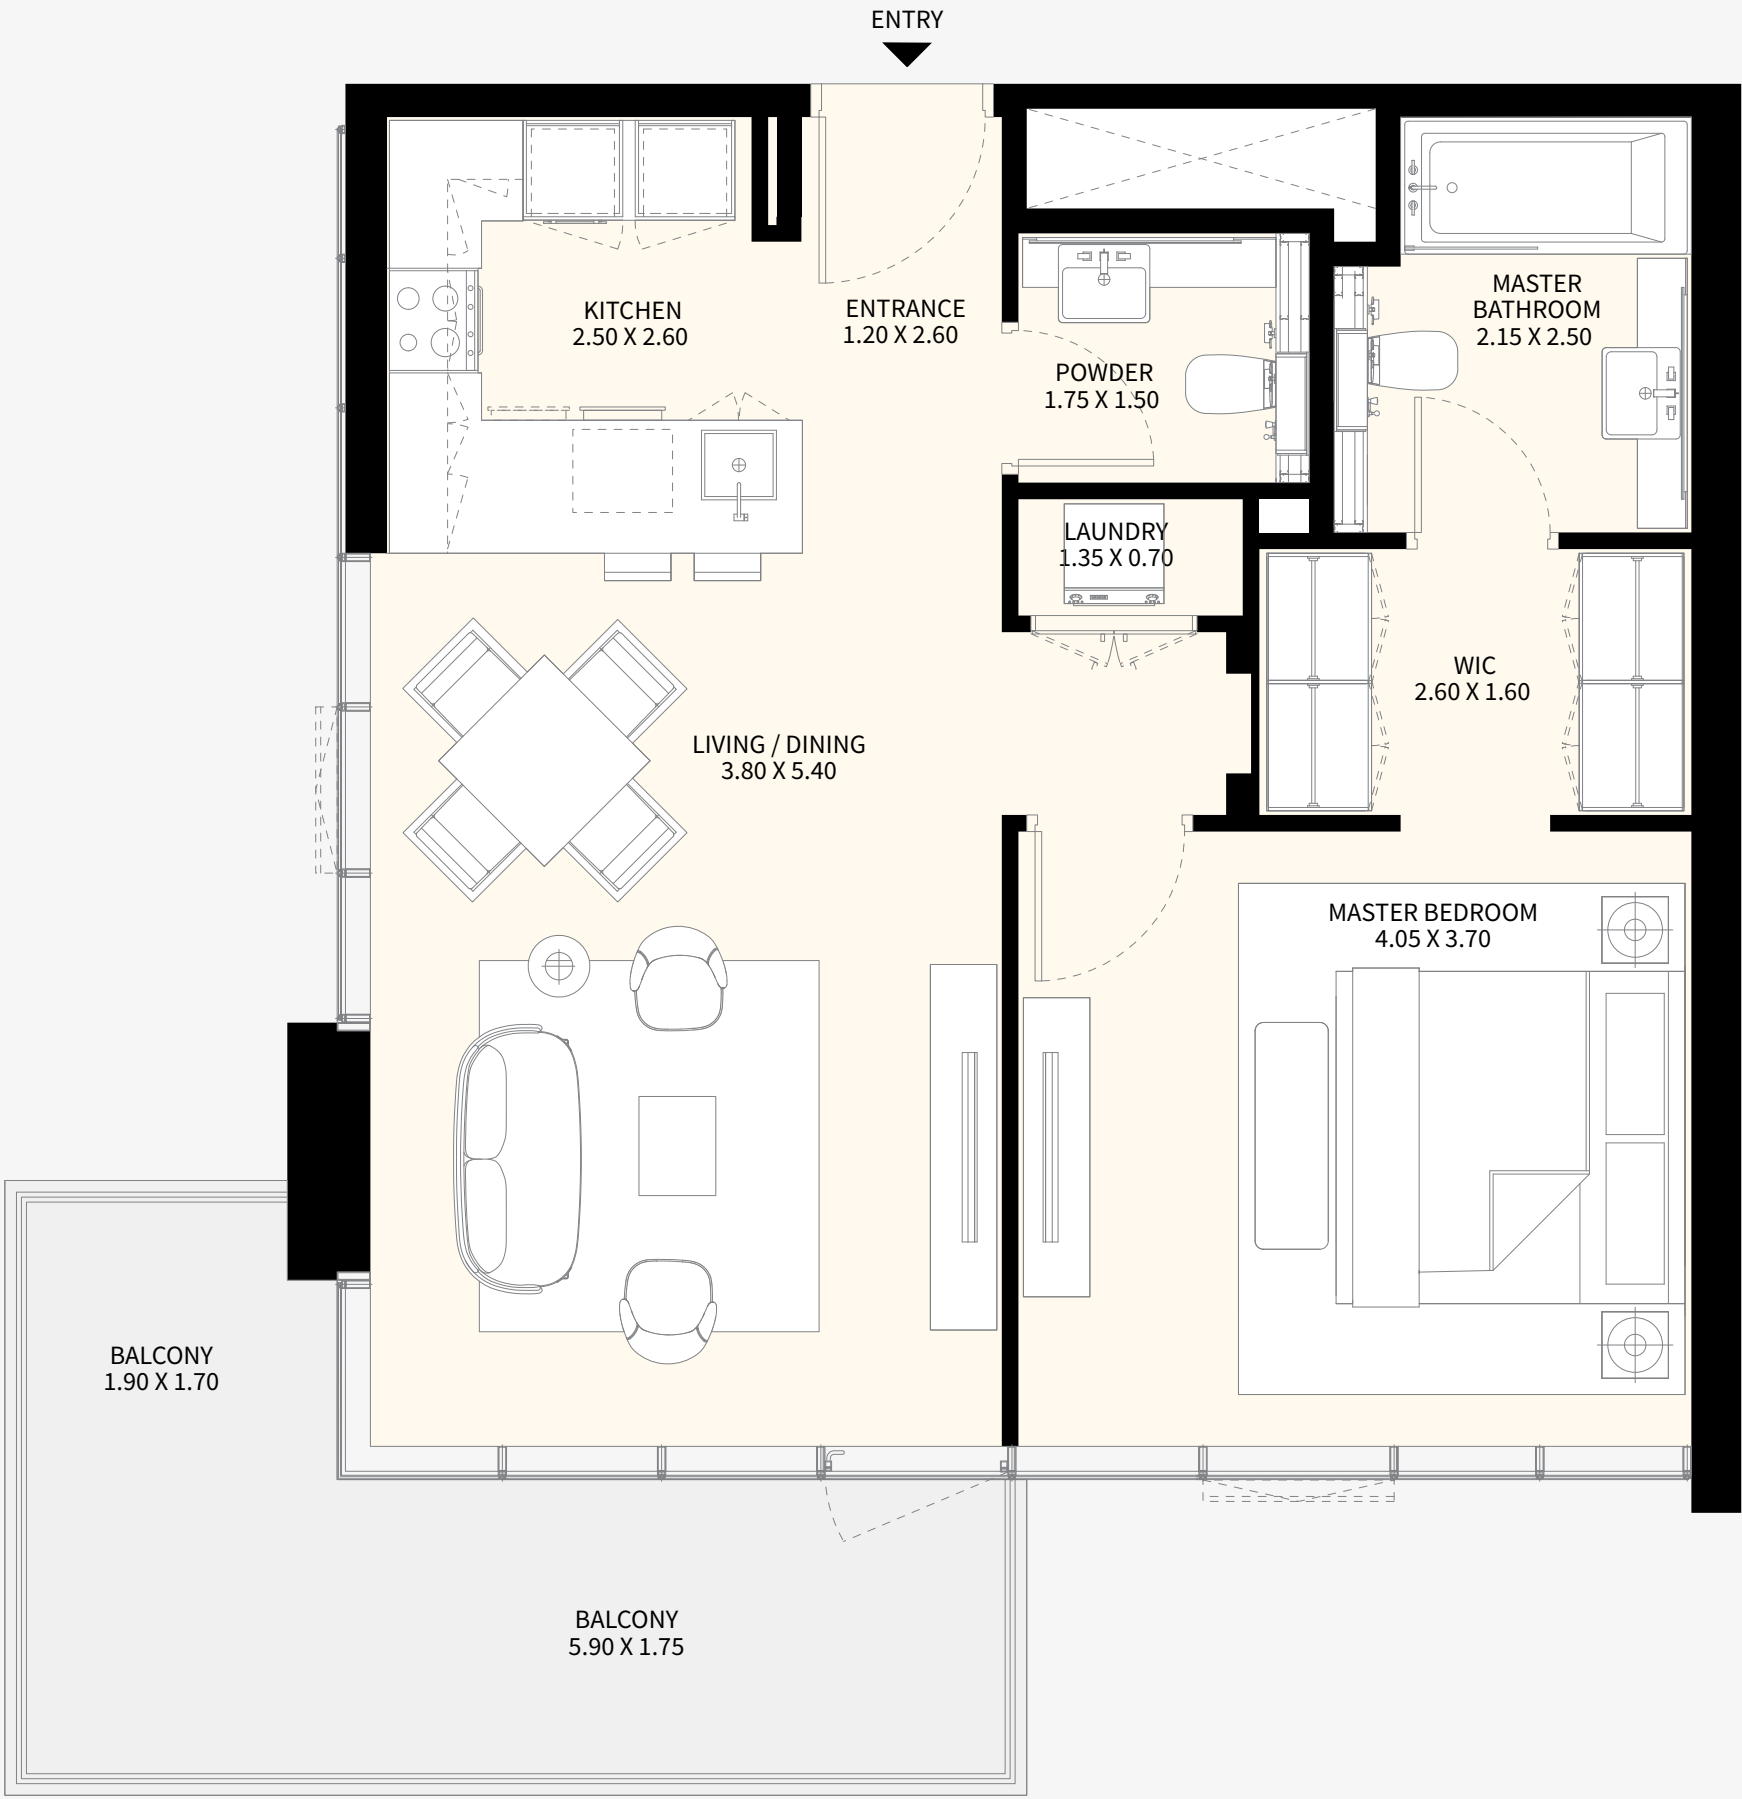 ENTRY
KITCHEN
2.50 X 2.60
ENTRANCE
1.20 X 2.60
POWDER
1.75 X 1.50
MASTER
BATHROOM
2.15 X 2.50
LAUNDRY
1.35 X 0.70
WIC
2.60 X 1.60
LIVING / DINING
3.80 X 5.40
MASTER BEDROOM
4.05 X 3.70
BALCONY
1.90 X 1.70
BALCONY
5.90 X 1.75